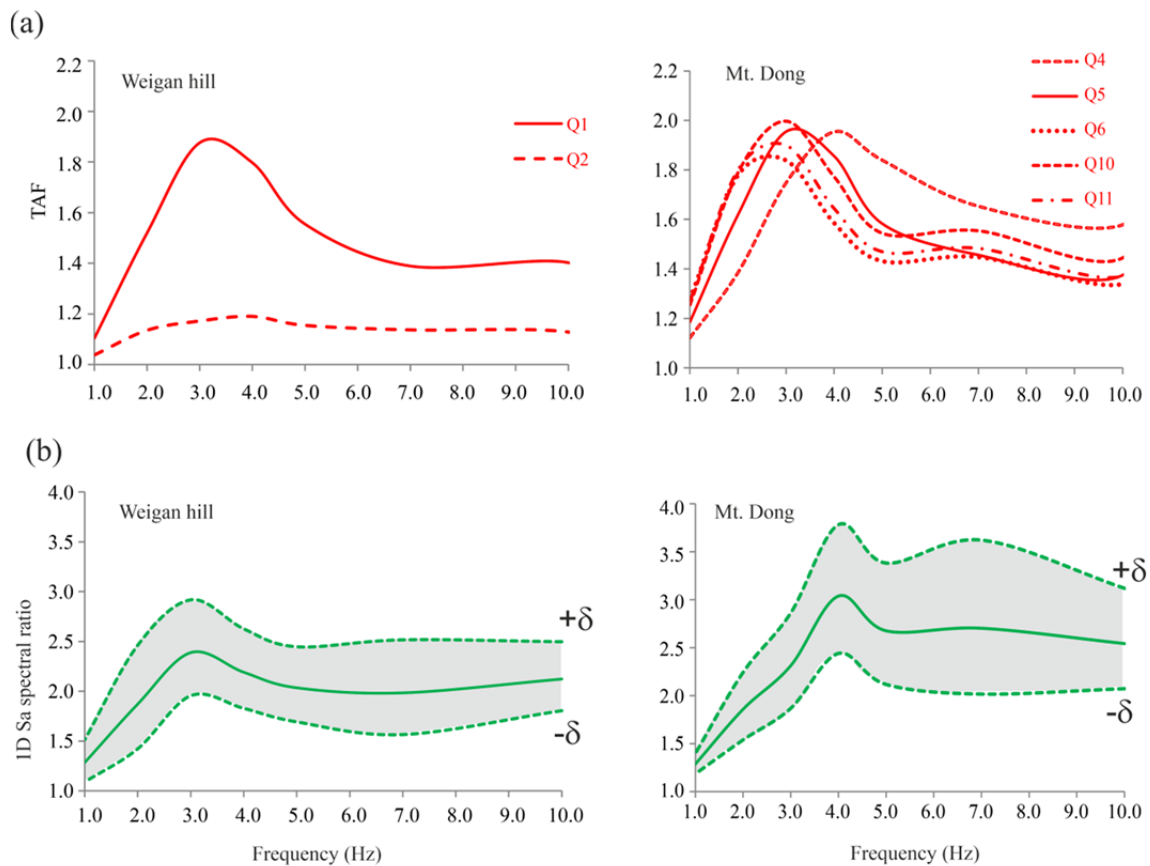 (a)
Weigan hill
TAF
2.2
2.0
1.8
1.6
1.4
1.2
1.0
1.0 2.0 3.0 4.0 5.0 6.0 7.0 8.0 9.0 10.0
Q1
Q2
Mt. Dong
2.2
2.0
1.8
1.6
1.4
1.2
1.0
1.0 2.0 3.0 4.0 5.0 6.0 7.0 8.0 9.0 10.0
Q4
Q5
Q6
Q10
Q11
(b)
Weigan hill
1D Sa spectral ratio
4.0
3.5
3.0
2.5
2.0
1.5
1.0
+δ
-δ
1.0 2.0 3.0 4.0 5.0 6.0 7.0 8.0 9.0 10.0
Frequency (Hz)
Mt. Dong
4.0
3.5
3.0
2.5
2.0
1.5
1.0
+δ
-δ
1.0 2.0 3.0 4.0 5.0 6.0 7.0 8.0 9.0 10.0
Frequency (Hz)